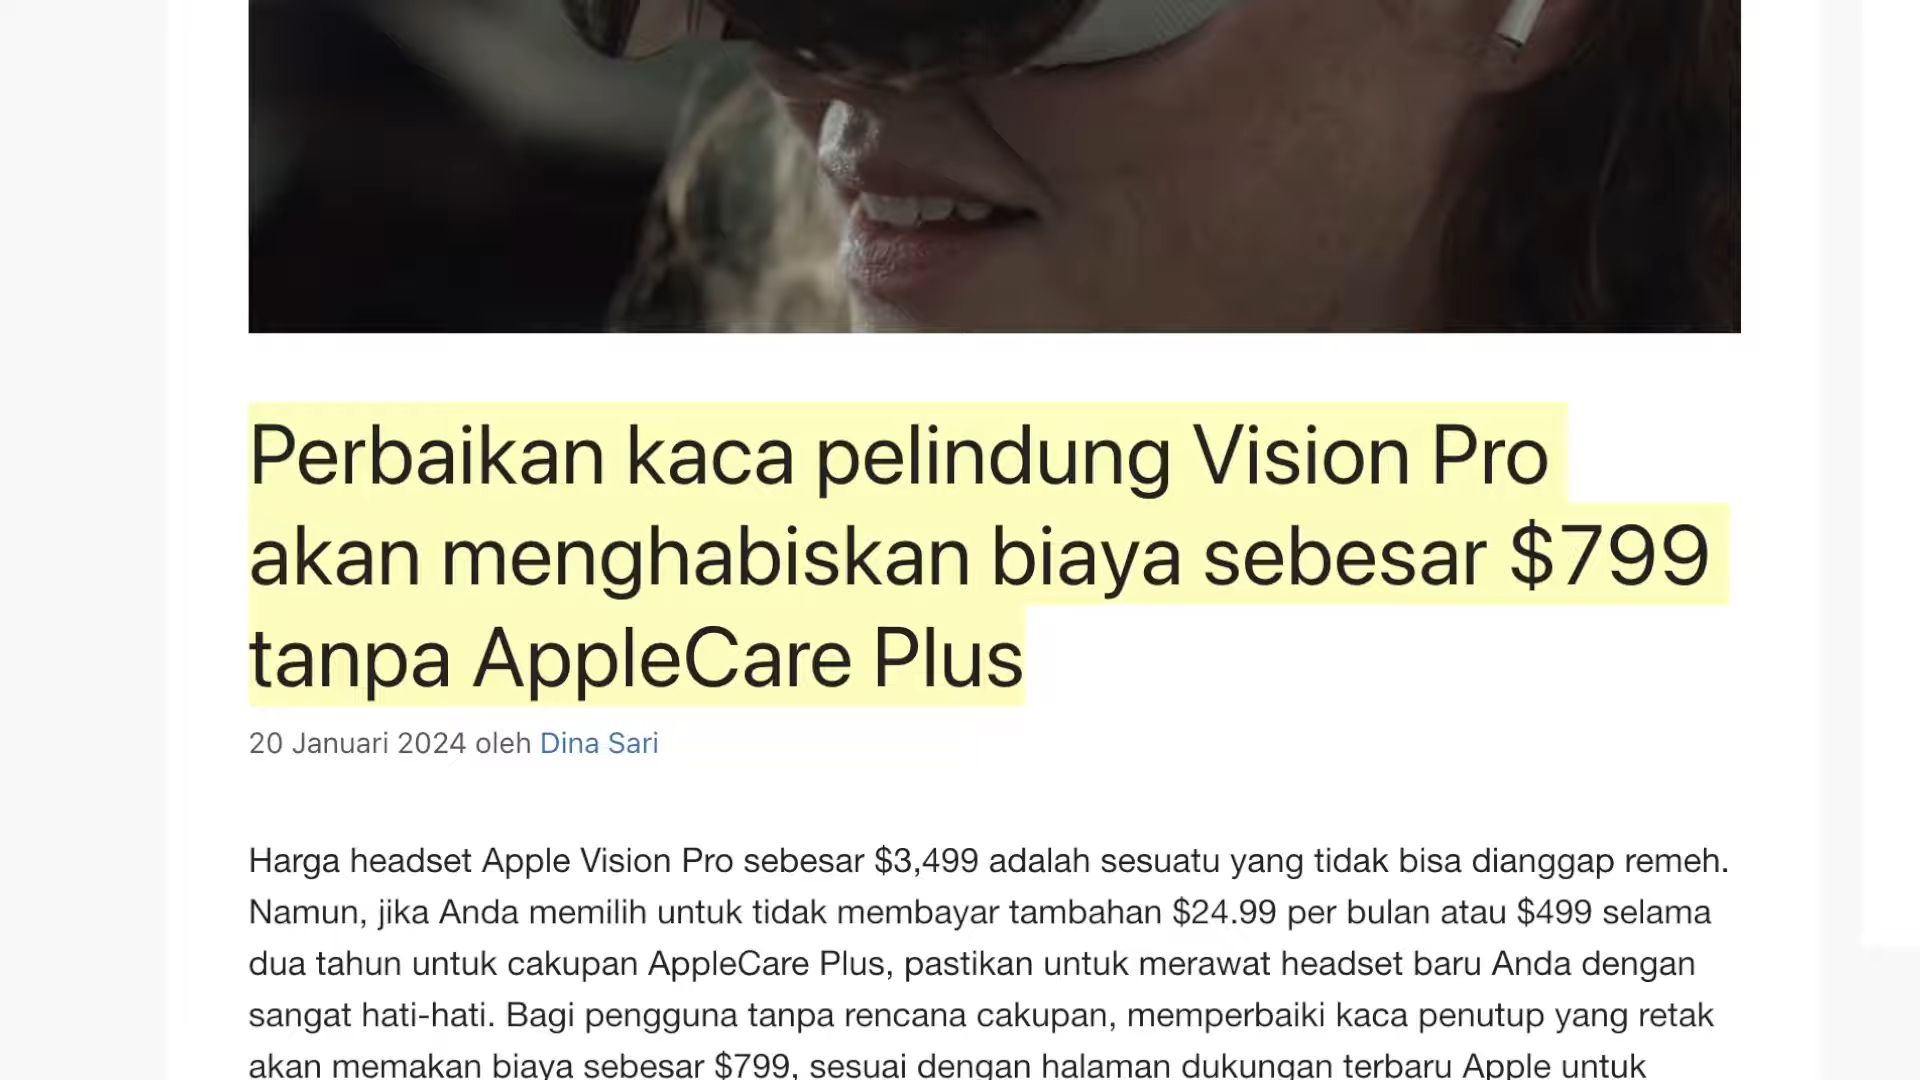 Perbaikan kaca pelindung Vision Pro
akan menghabiskan biaya sebesar $799
tanpa AppleCare Plus
20 Januari 2024 oleh Dina Sari
Harga headset Apple Vision Pro sebesar $3,499 adalah sesuatu yang tidak bisa dianggap remeh.
Namun, jika Anda memilih untuk tidak membayar tambahan $24.99 per bulan atau $499 selama
dua tahun untuk cakupan AppleCare Plus, pastikan untuk merawat headset baru Anda dengan
sangat hati-hati. Bagi pengguna tanpa rencana cakupan, memperbaiki kaca penutup yang retak
akan memakan biaya sebesar $799, sesuai dengan halaman dukungan terbaru Apple untuk